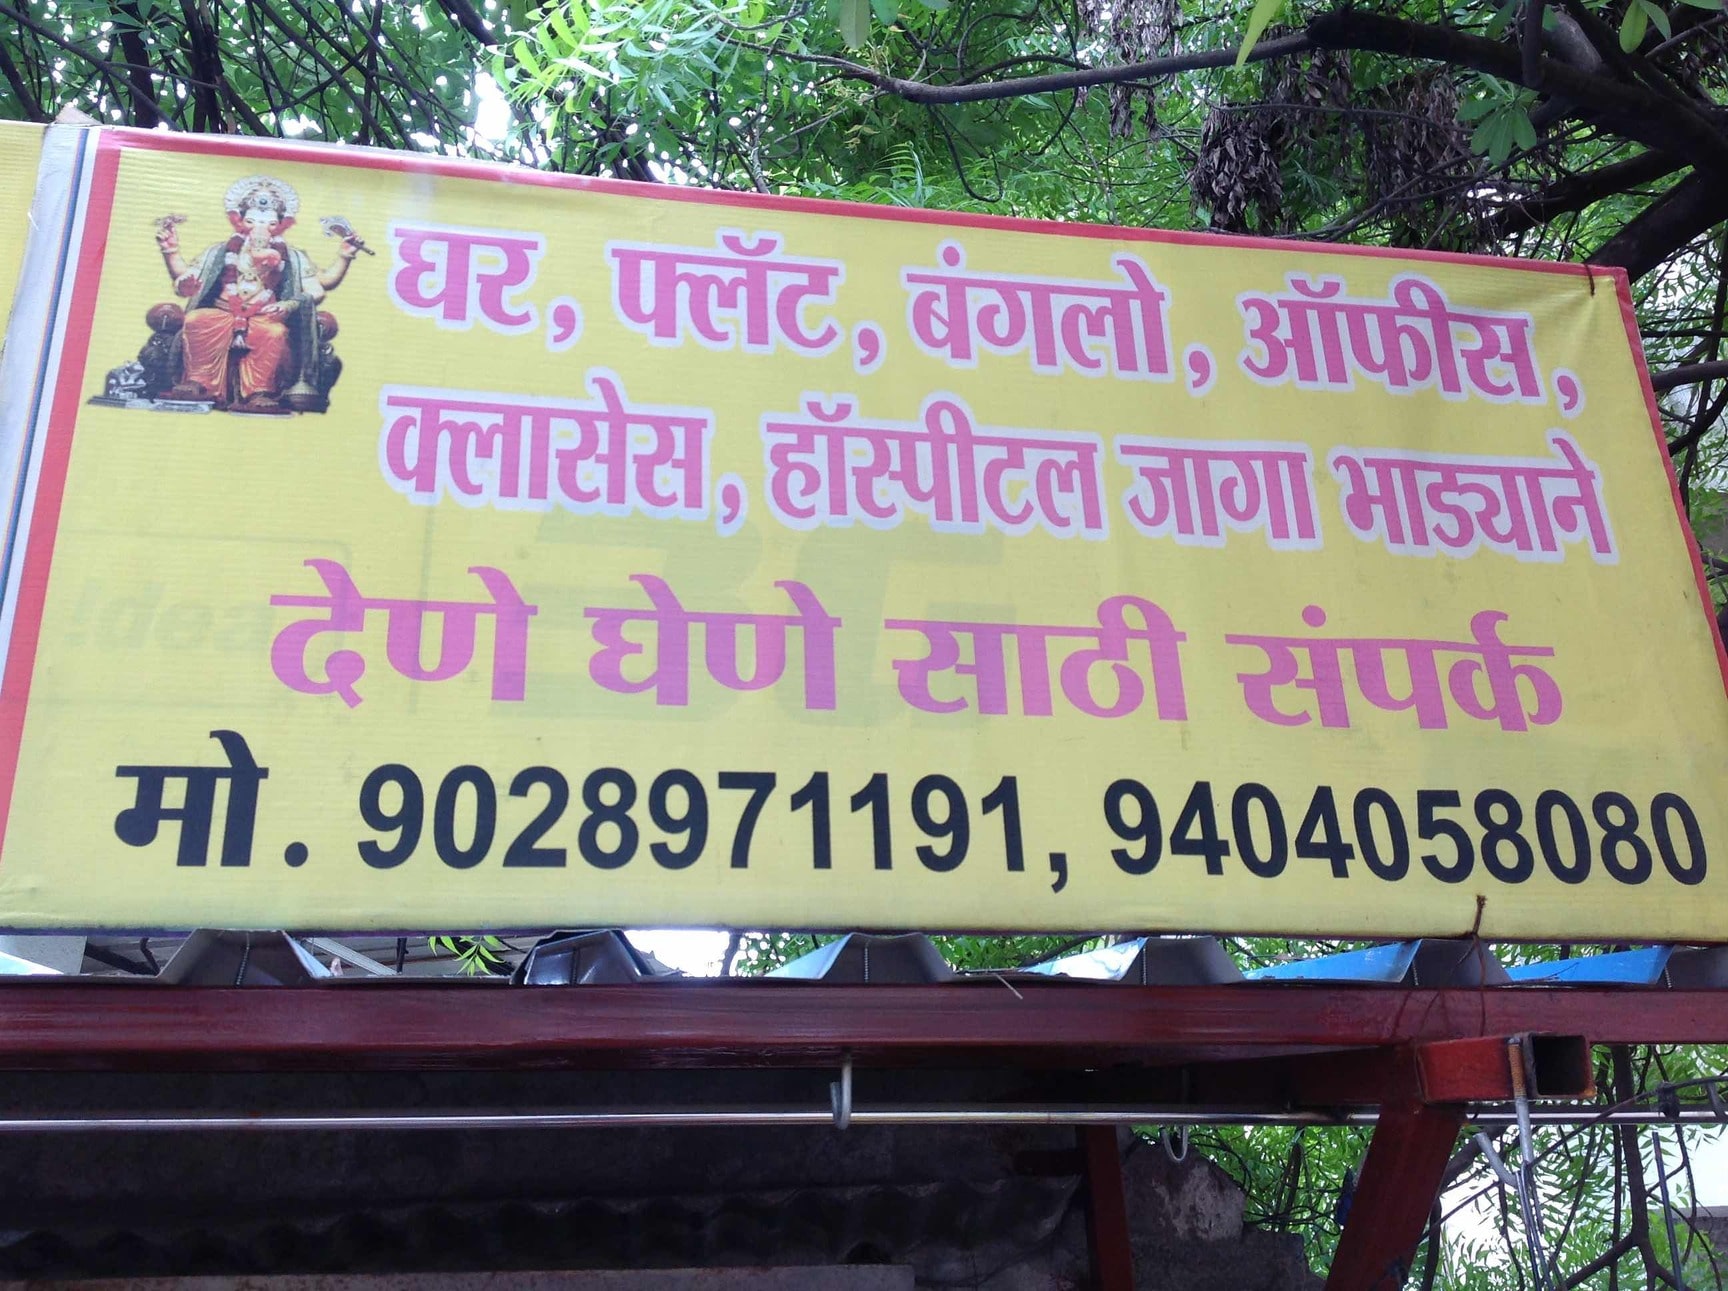 घर, फ्लॅट, बंगलो, ऑफीस,
क्लासेस, हॉस्पीटल जागा भाड्याने
देणे घेणे साठी संपर्क
मो. 9028971191, 9404058080